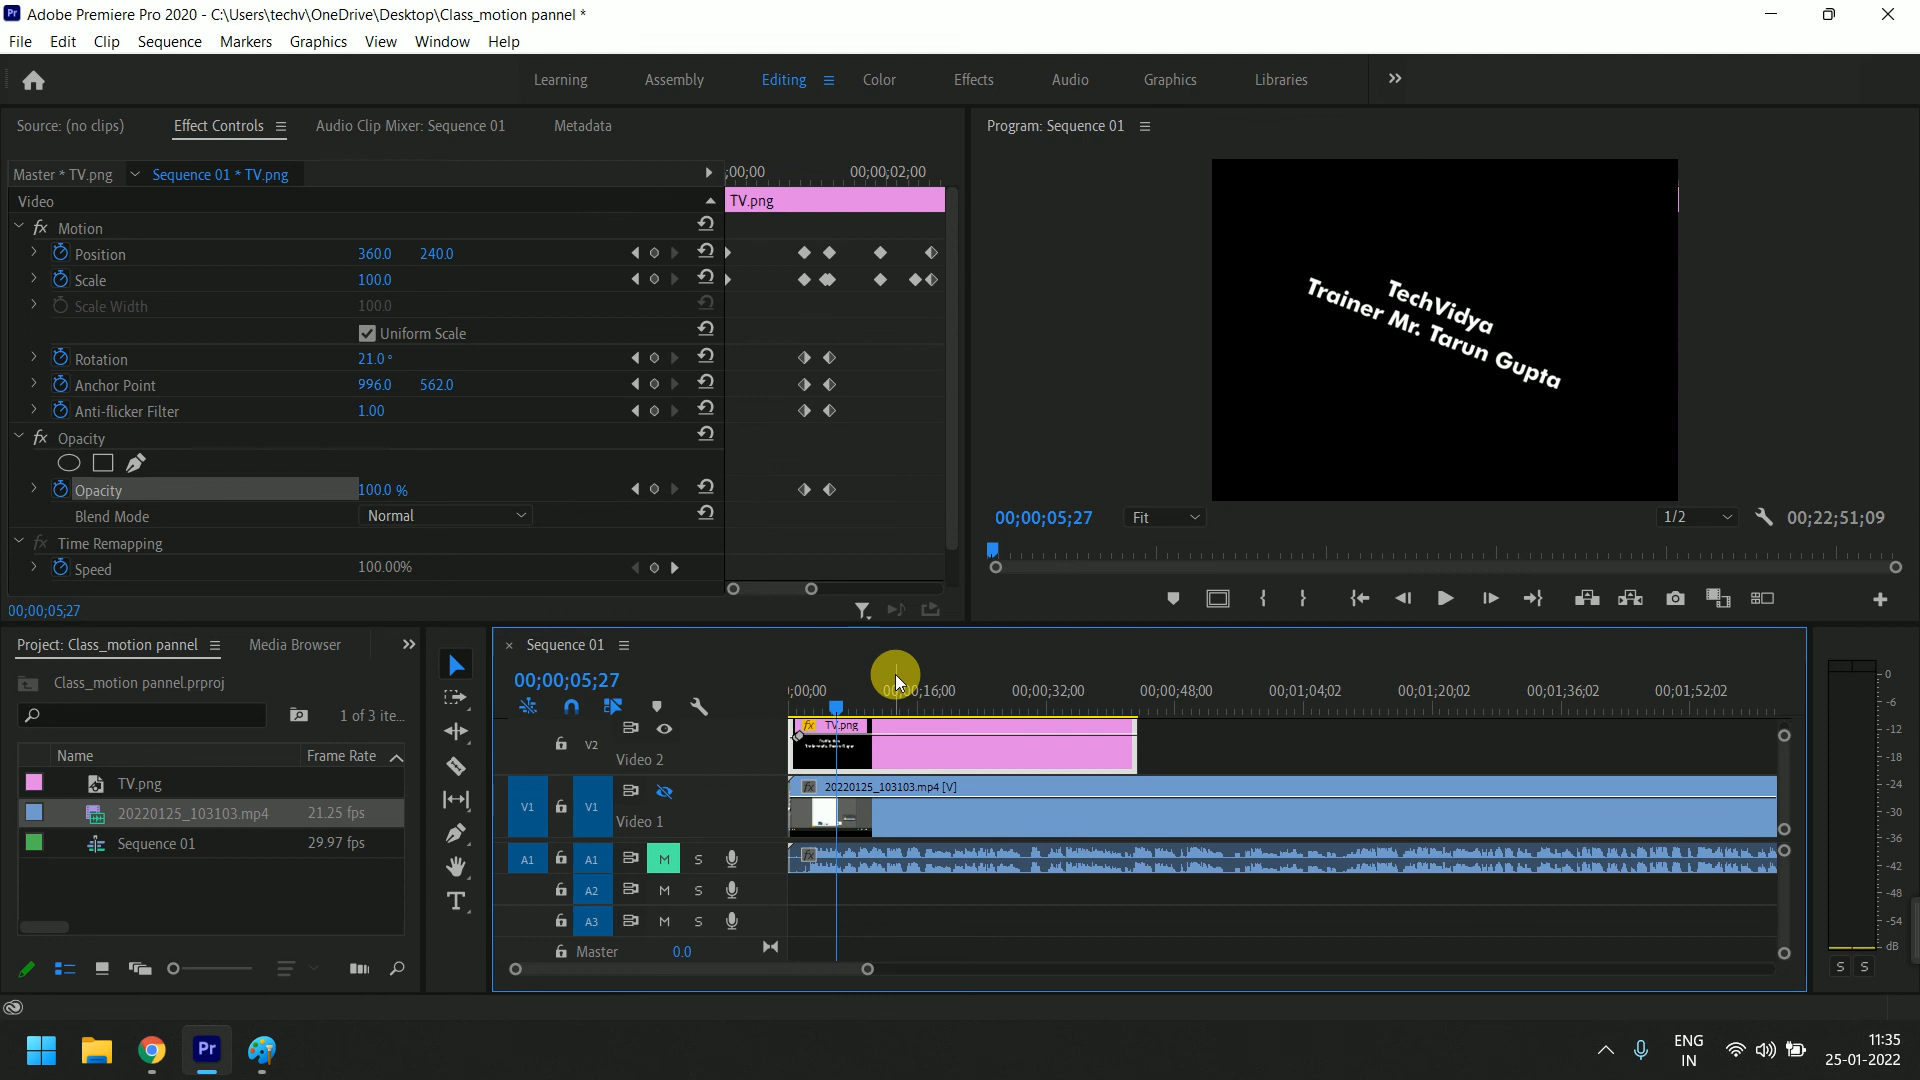 Adobe Premiere Pro 2020 - C:\Users\techv\OneDrive\Desktop\Class_motion pannel *
File Edit Clip Sequence Markers Graphics View Window Help
Learning Assembly Editing Color Effects Audio Graphics Libraries
Source: (no clips) Effect Controls Audio Clip Mixer: Sequence 01 Metadata
Program: Sequence 01
Master * TV.png Sequence 01 * TV.png
;00;00 00;00;02;00
Video
TV.png
Motion
Position 360.0 240.0
Scale 100.0
Scale Width 100.0
Uniform Scale
Rotation 21.0 °
Anchor Point 996.0 562.0
Anti-flicker Filter 1.00
Opacity
Opacity 100.0 %
Blend Mode Normal
Time Remapping
Speed 100.00%
00;00;05;27
TechVidya
Trainer Mr. Tarun Gupta
00;00;05;27 Fit 1/2 00;22;51;09
Project: Class_motion pannel Media Browser
Class_motion pannel.prproj
1 of 3 ite...
Name Frame Rate
TV.png
20220125_103103.mp4 21.25 fps
Sequence 01 29.97 fps
Sequence 01
00;00;05;27
;00;00 00;00;16;00 00;00;32;00 00;00;48;00 00;01;04;02 00;01;20;02 00;01;36;02 00;01;52;02
V2 Video 2
fx TV.png
V1 V1 Video 1
fx 20220125_103103.mp4 [V]
A1 A1 M S
fx
A2 M S
A3 M S
Master 0.0
0
-6
-12
-18
-24
-30
-36
-42
-48
-54
dB
S S
Pr
ENG
IN
11:35
25-01-2022